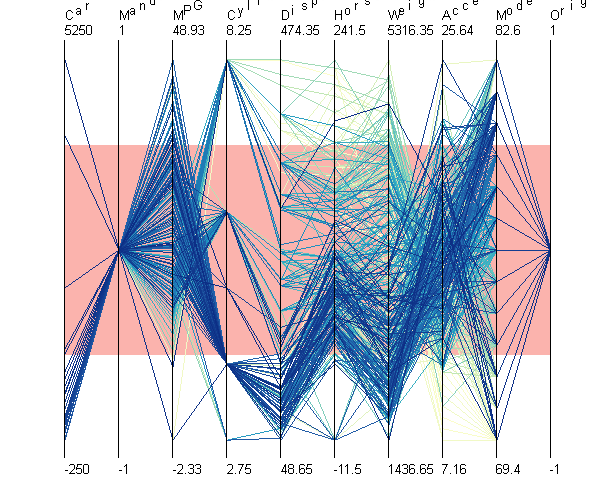 Car Mand MPG Cyli Disp Hors Weig Acce Mode Orig
5250 1 48.93 8.25 474.35 241.5 5316.35 25.64 82.6 1
-250 -1 -2.33 2.75 48.65 -11.5 1436.65 7.16 69.4 -1